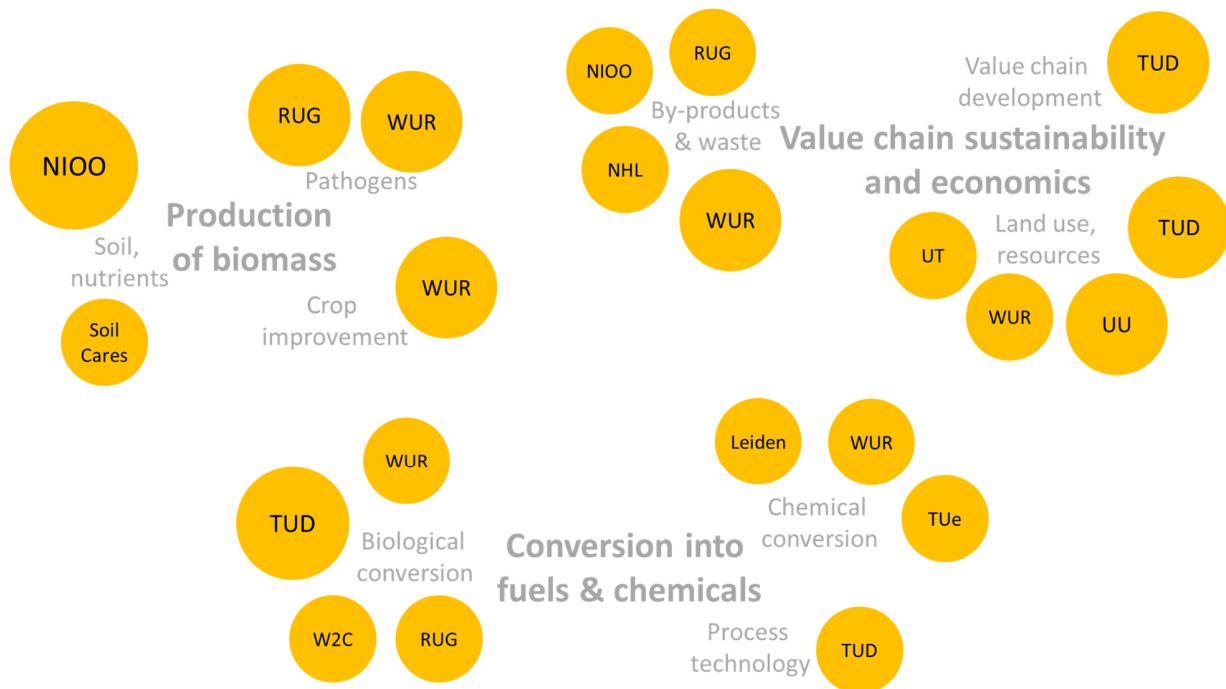 NIOO
RUG
WUR
Pathogens
Production
of biomass
Soil,
nutrients
Soil
Cares
WUR
Crop
improvement
NIOO
RUG
By-products
& waste
NHL
WUR
Value chain
development
TUD
Value chain sustainability
and economics
Land use,
resources
TUD
UT
WUR
UU
WUR
TUD
Biological
conversion
W2C
RUG
Conversion into
fuels & chemicals
Leiden
WUR
Chemical
conversion
TUe
Process
technology
TUD